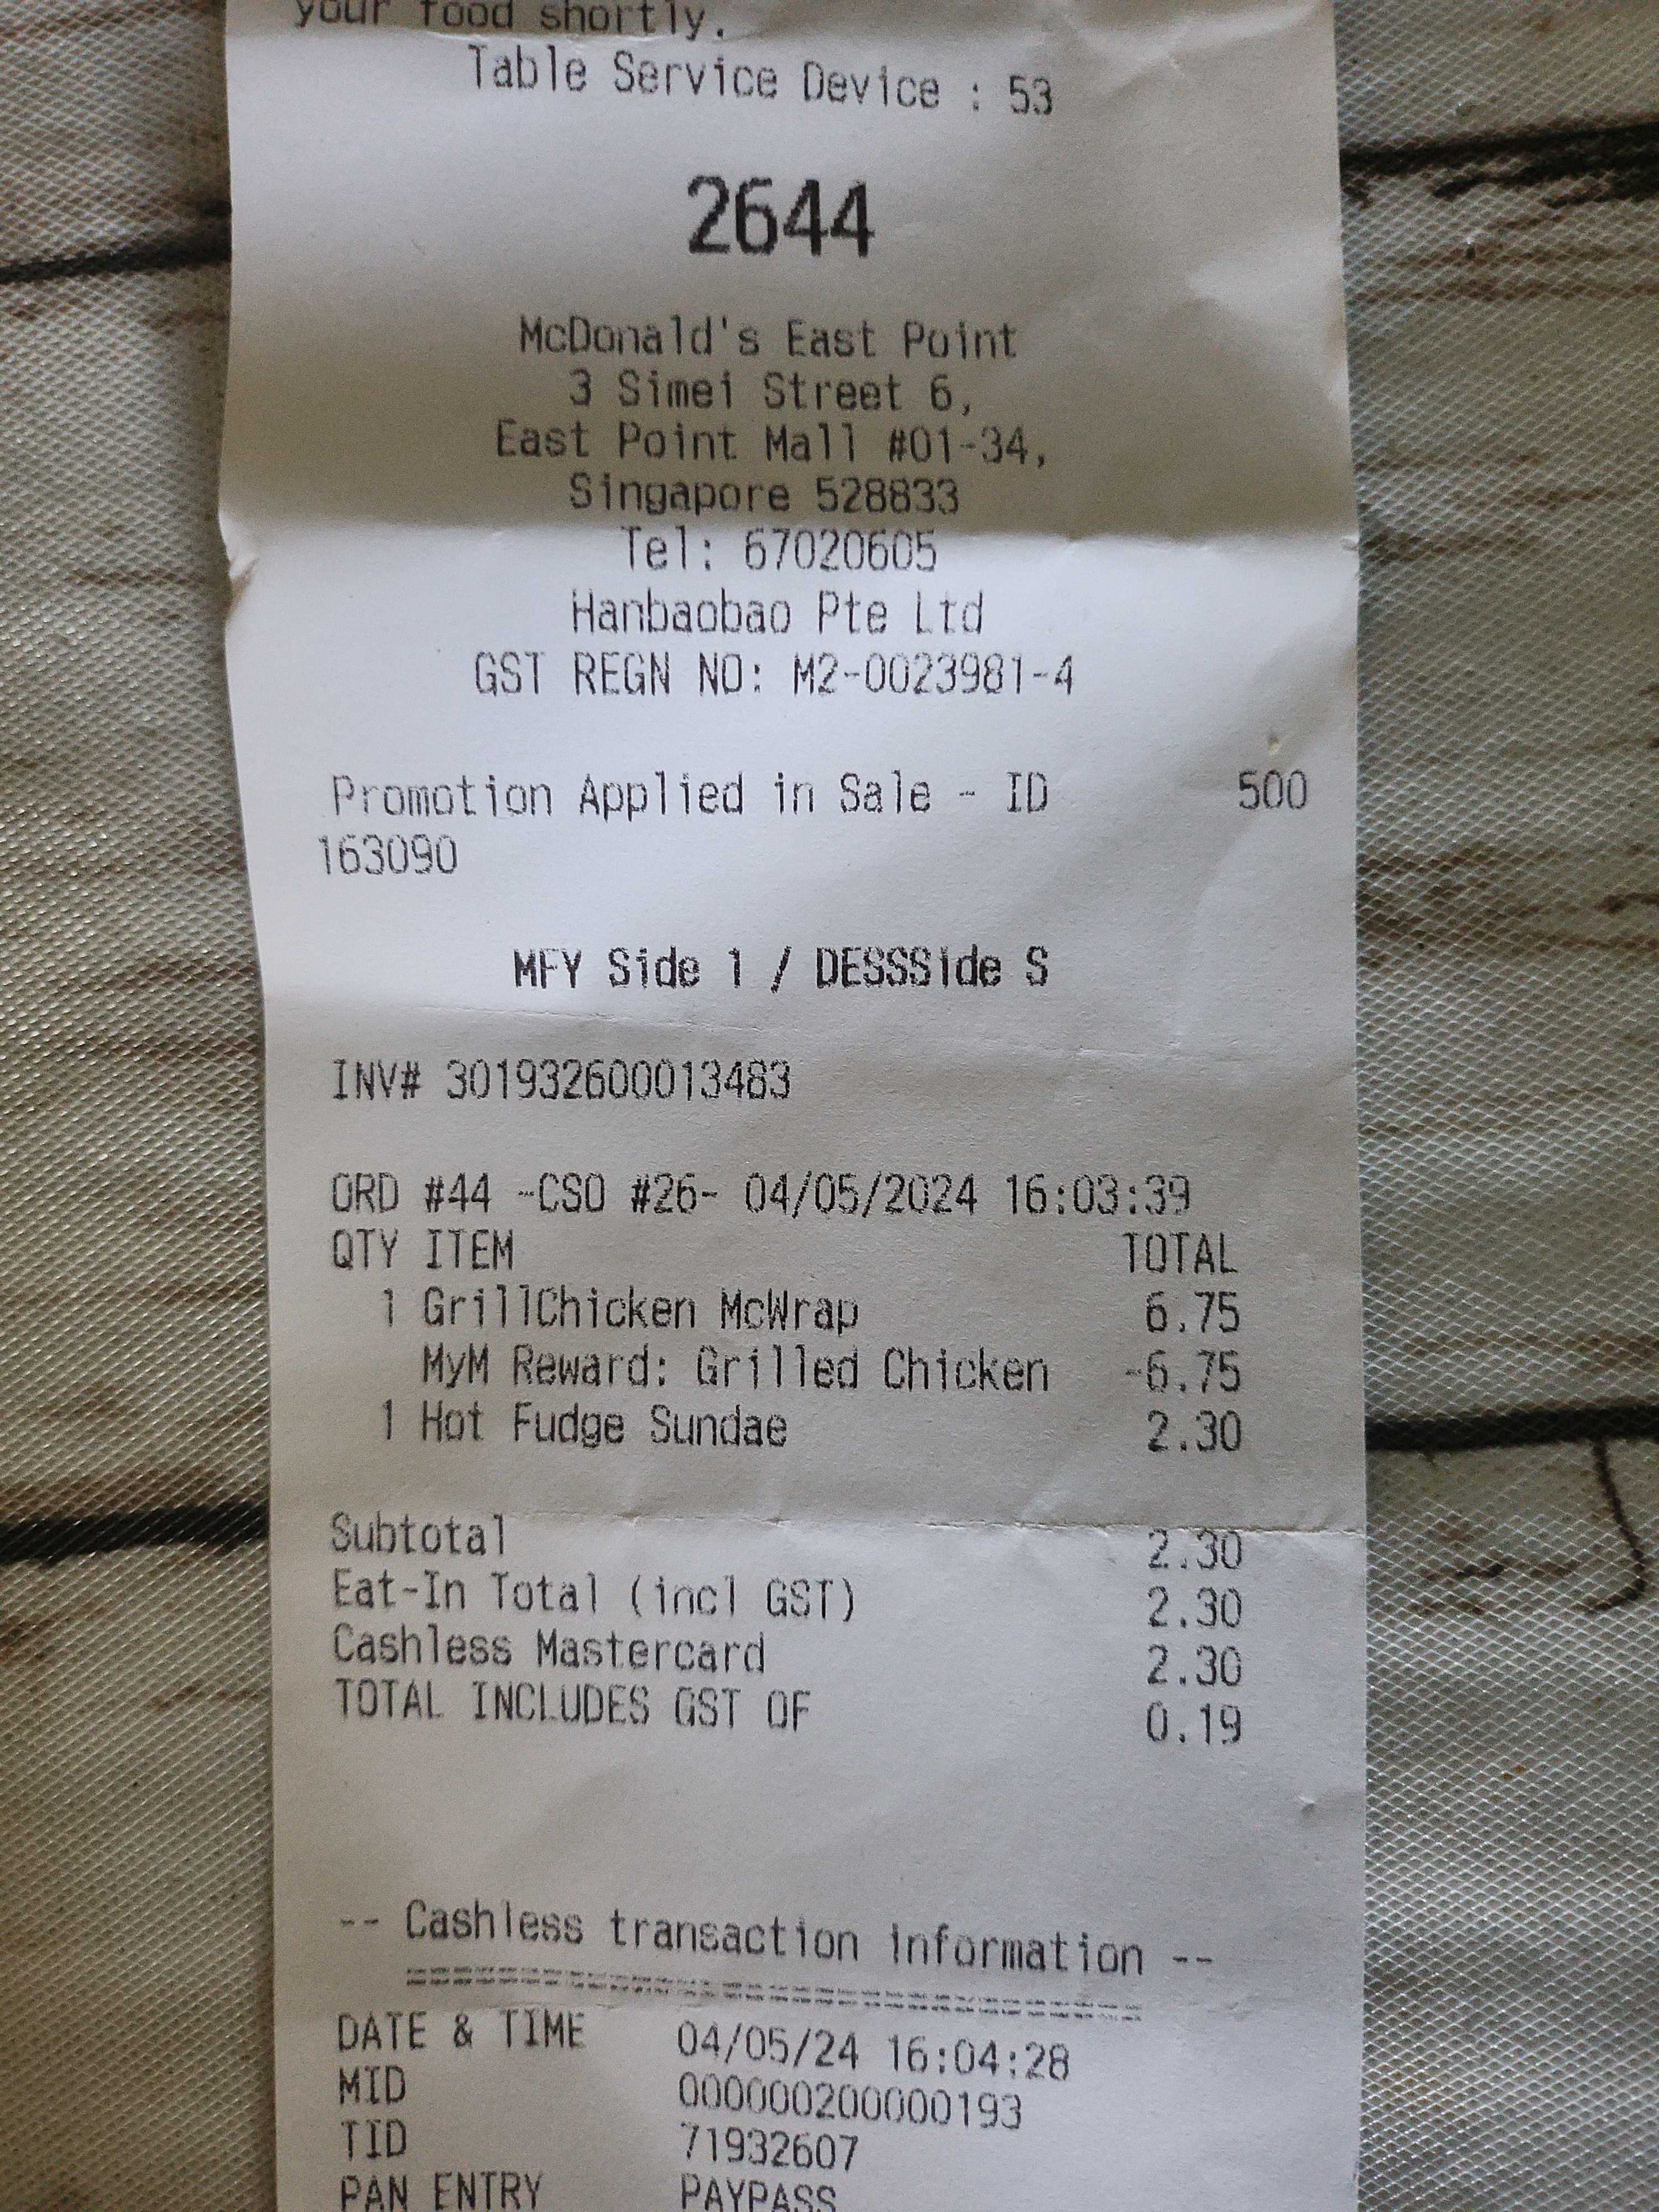 your food shortly.
Table Service Device : 53
2644
McDonald's East Point
3 Simei Street 6,
East Point Mall #01-34,
Singapore 528833
Tel: 67020605
Hanbaobao Pte Ltd
GST REGN NO: M2-0023981-4
Promotion Applied in Sale - ID 500
163090
MFY Side 1 / DESSSide S
INV# 301932600013483
ORD #44 -CSO #26- 04/05/2024 16:03:39
QTY ITEM TOTAL
1 GrillChicken McWrap 6.75
MyM Reward: Grilled Chicken -6.75
1 Hot Fudge Sundae 2.30
Subtotal 2.30
Eat-In Total (incl GST) 2.30
Cashless Mastercard 2.30
TOTAL INCLUDES GST OF 0.19
-- Cashless transaction information --
==============================
DATE & TIME 04/05/24 16:04:28
MID 000000200000193
TID 71932607
PAN ENTRY PAYPASS